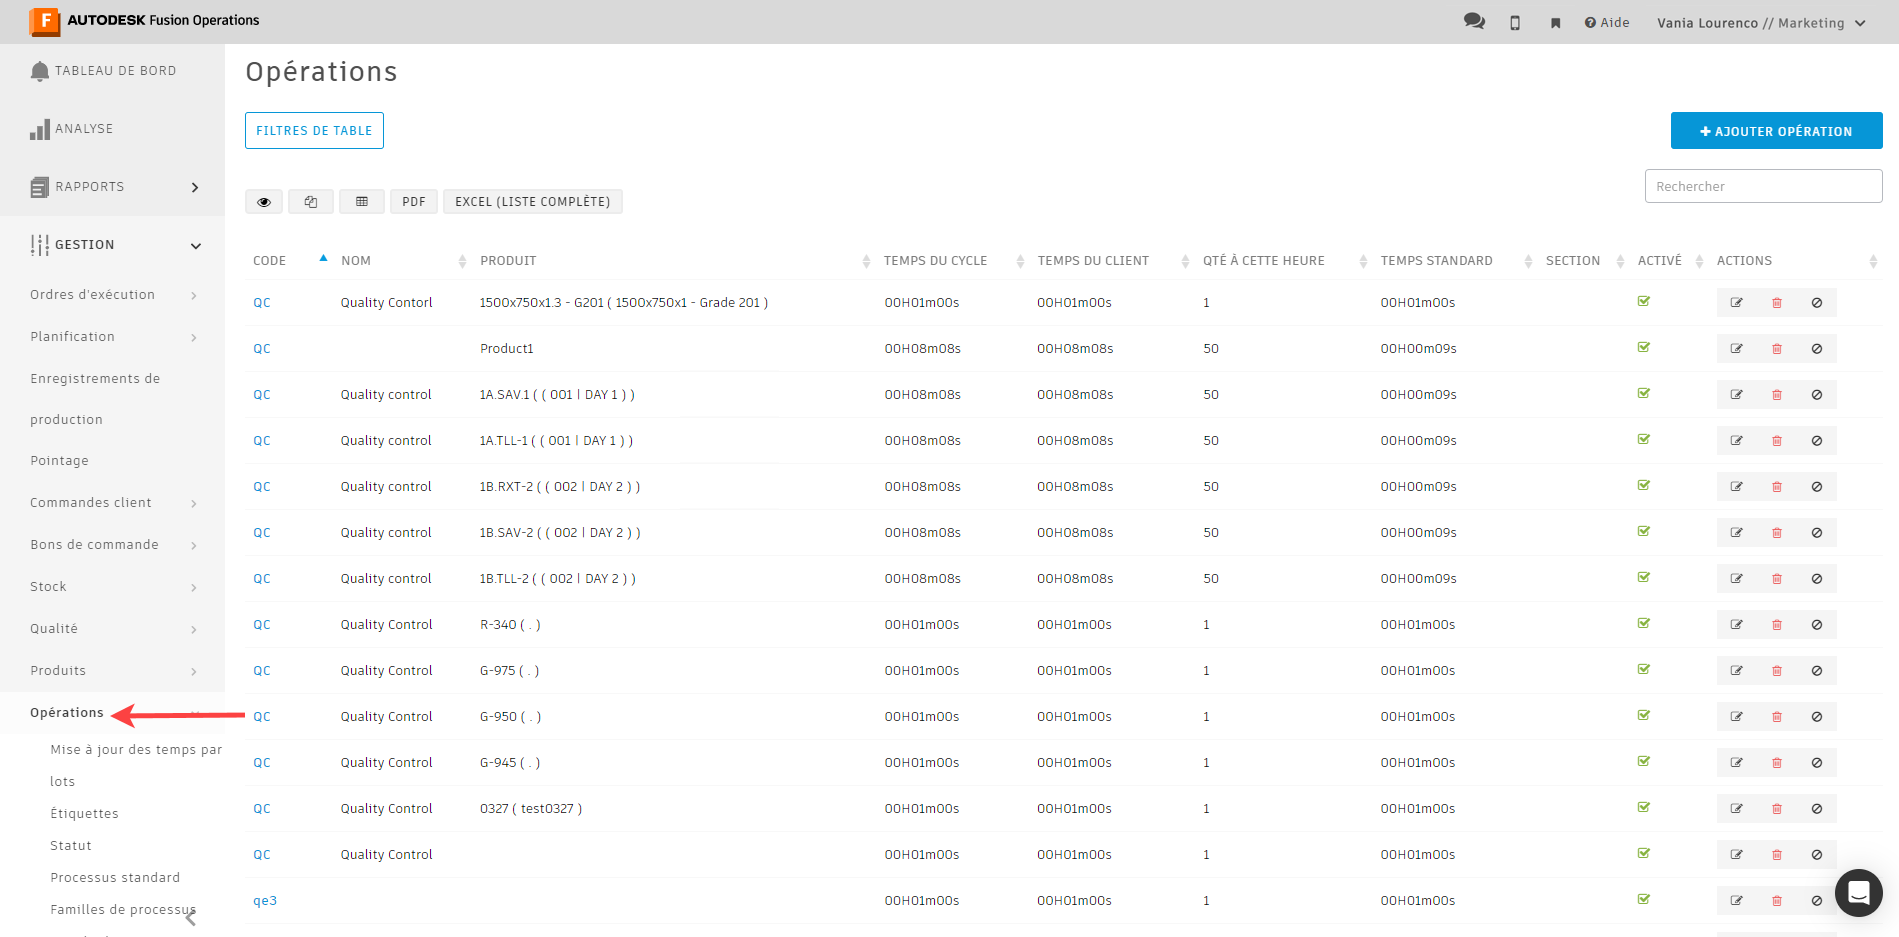 F AUTODESK Fusion Operations
Aide
Vania Lourenco // Marketing
TABLEAU DE BORD
ANALYSE
RAPPORTS
GESTION
Ordres d'exécution
Planification
Enregistrements de
production
Pointage
Commandes client
Bons de commande
Stock
Qualité
Produits
Opérations
Mise à jour des temps par
lots
Étiquettes
Statut
Processus standard
Familles de processus
Opérations
FILTRES DE TABLE
AJOUTER OPÉRATION
Rechercher
PDF EXCEL (LISTE COMPLÈTE)
CODE NOM PRODUIT TEMPS DU CYCLE TEMPS DU CLIENT QTÉ À CETTE HEURE TEMPS STANDARD SECTION ACTIVÉ ACTIONS
QC Quality Contorl 1500x750x1.3 - G201 ( 1500x750x1 - Grade 201 ) 00H01m00s 00H01m00s 1 00H01m00s
QC Product1 00H08m08s 00H08m08s 50 00H00m09s
QC Quality control 1A.SAV.1 ( ( 001 | DAY 1 ) ) 00H08m08s 00H08m08s 50 00H00m09s
QC Quality control 1A.TLL-1 ( ( 001 | DAY 1 ) ) 00H08m08s 00H08m08s 50 00H00m09s
QC Quality control 1B.RXT-2 ( ( 002 | DAY 2 ) ) 00H08m08s 00H08m08s 50 00H00m09s
QC Quality control 1B.SAV-2 ( ( 002 | DAY 2 ) ) 00H08m08s 00H08m08s 50 00H00m09s
QC Quality control 1B.TLL-2 ( ( 002 | DAY 2 ) ) 00H08m08s 00H08m08s 50 00H00m09s
QC Quality Control R-340 ( . ) 00H01m00s 00H01m00s 1 00H01m00s
QC Quality Control G-975 ( . ) 00H01m00s 00H01m00s 1 00H01m00s
QC Quality Control G-950 ( . ) 00H01m00s 00H01m00s 1 00H01m00s
QC Quality Control G-945 ( . ) 00H01m00s 00H01m00s 1 00H01m00s
QC Quality Control 0327 ( test0327 ) 00H01m00s 00H01m00s 1 00H01m00s
QC Quality Control 00H01m00s 00H01m00s 1 00H01m00s
qe3 00H01m00s 00H01m00s 1 00H01m00s